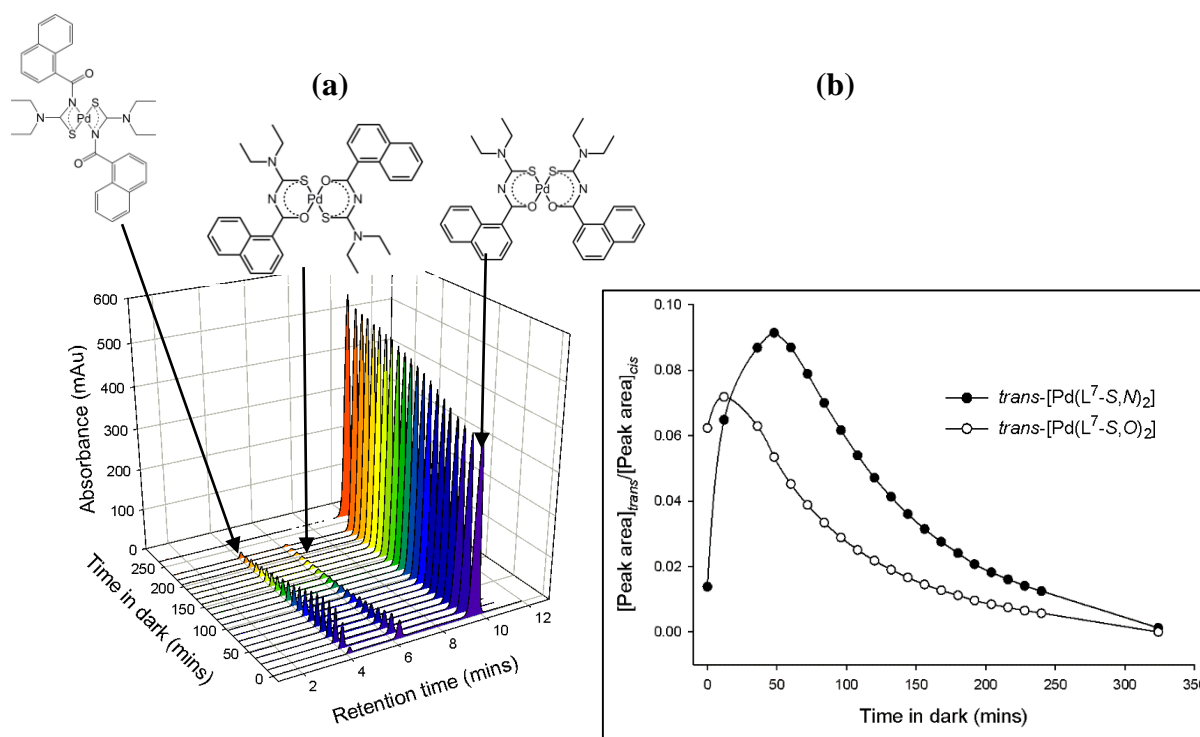 (a)
(b)
O
N
S
N
Pd
N
S
N
O
N
S
O
N
Pd
N
O
S
N
N
N
S
S
N
Pd
N
O
O
600
500
400
300
200
100
0
Absorbance (mAu)
250
200
150
100
50
0
Time in dark (mins)
2
4
6
8
10
12
Retention time (mins)
0.10
0.08
0.06
0.04
0.02
0.00
[Peak area]trans/[Peak area]cis
trans-[Pd(L⁷-S,N)₂]
trans-[Pd(L⁷-S,O)₂]
0 50 100 150 200 250 300 350
Time in dark (mins)